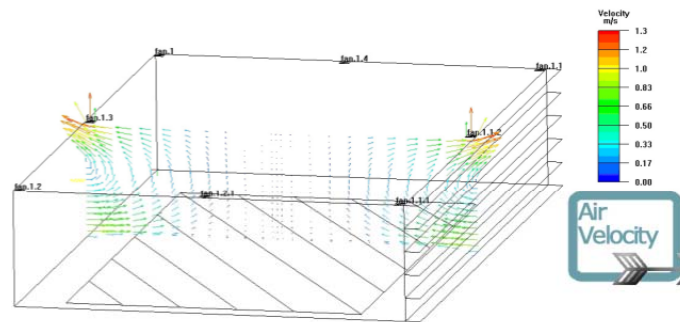 Velocity
m/s
fan.1
fan.1.4
fan.1.1
fan.1.3
fan.1.1.2
fan.1.2
fan.1.2.1
fan.1.1.1
1.3
1.2
1.0
0.83
0.66
0.50
0.33
0.17
0.00
Air
Velocity